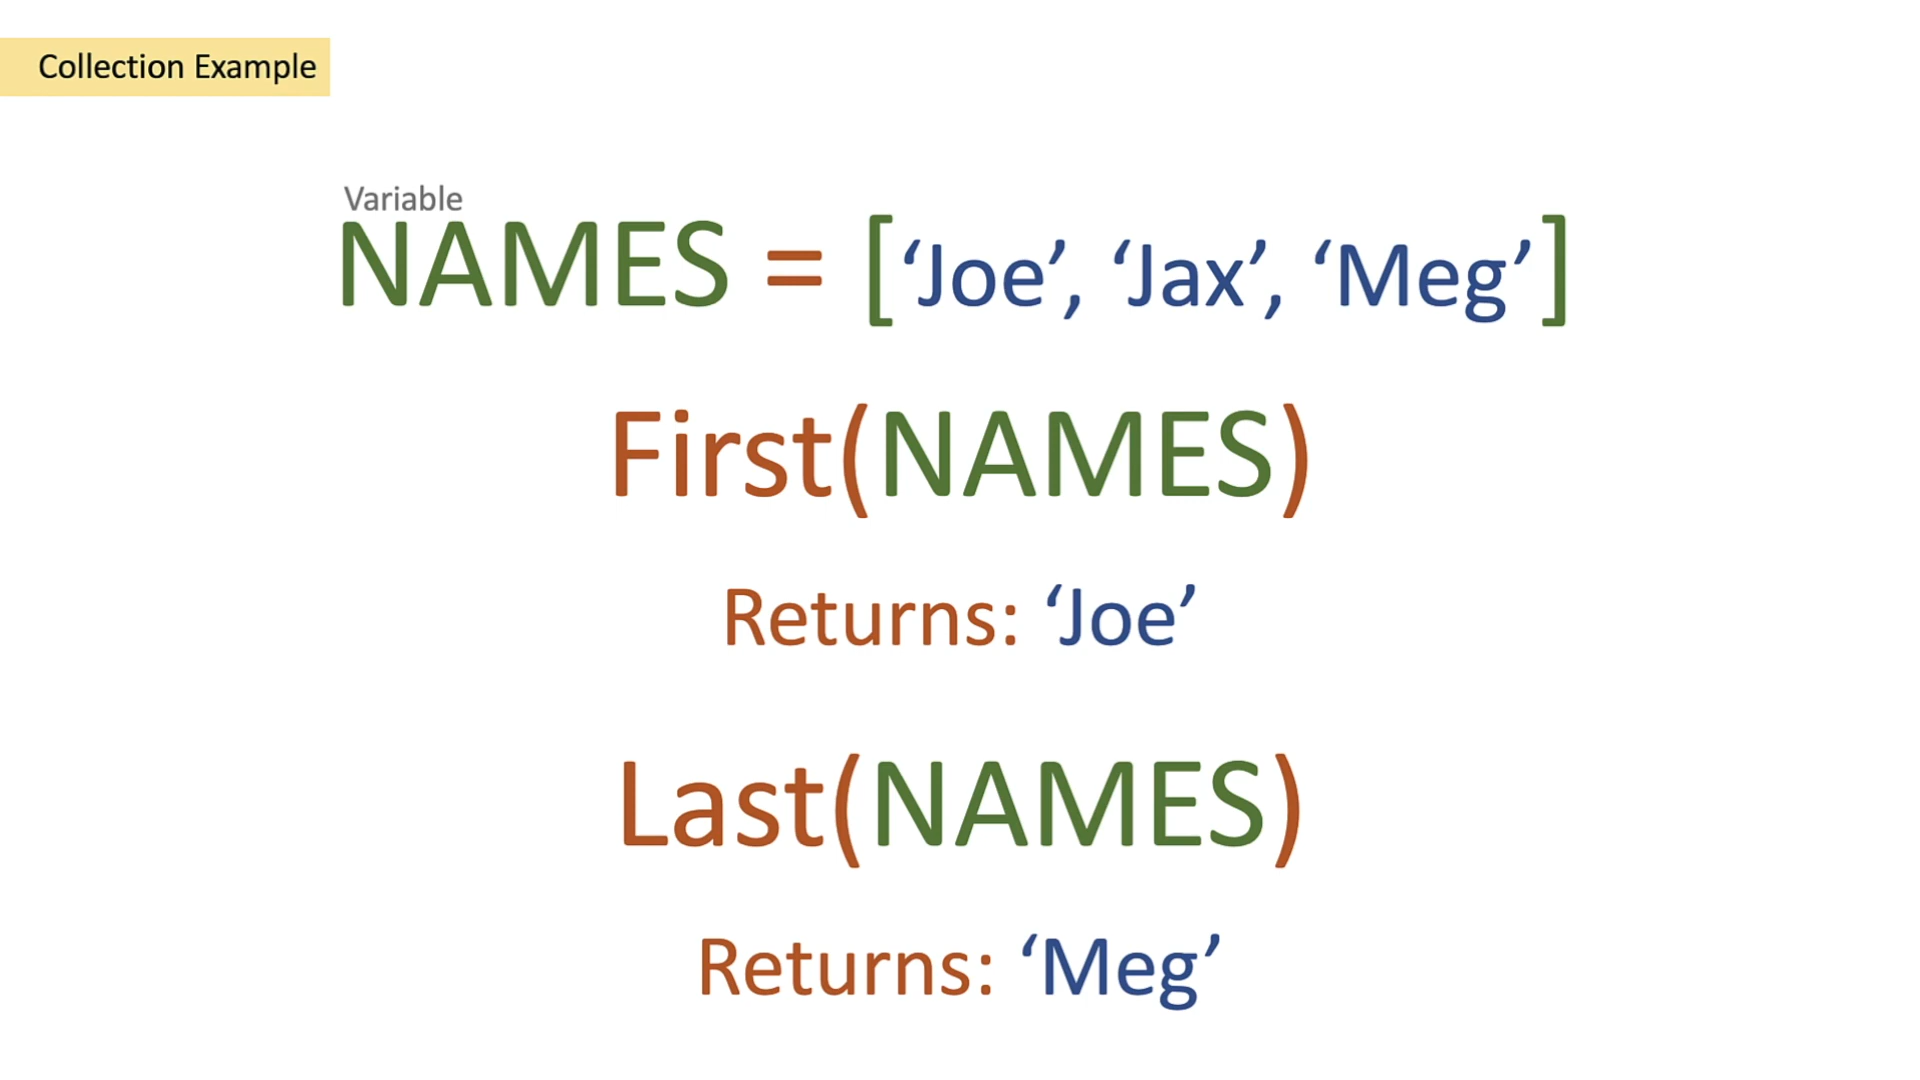 Collection Example
Variable
NAMES = [‘Joe’, ‘Jax’, ‘Meg’]
First(NAMES)
Returns: ‘Joe’
Last(NAMES)
Returns: ‘Meg’